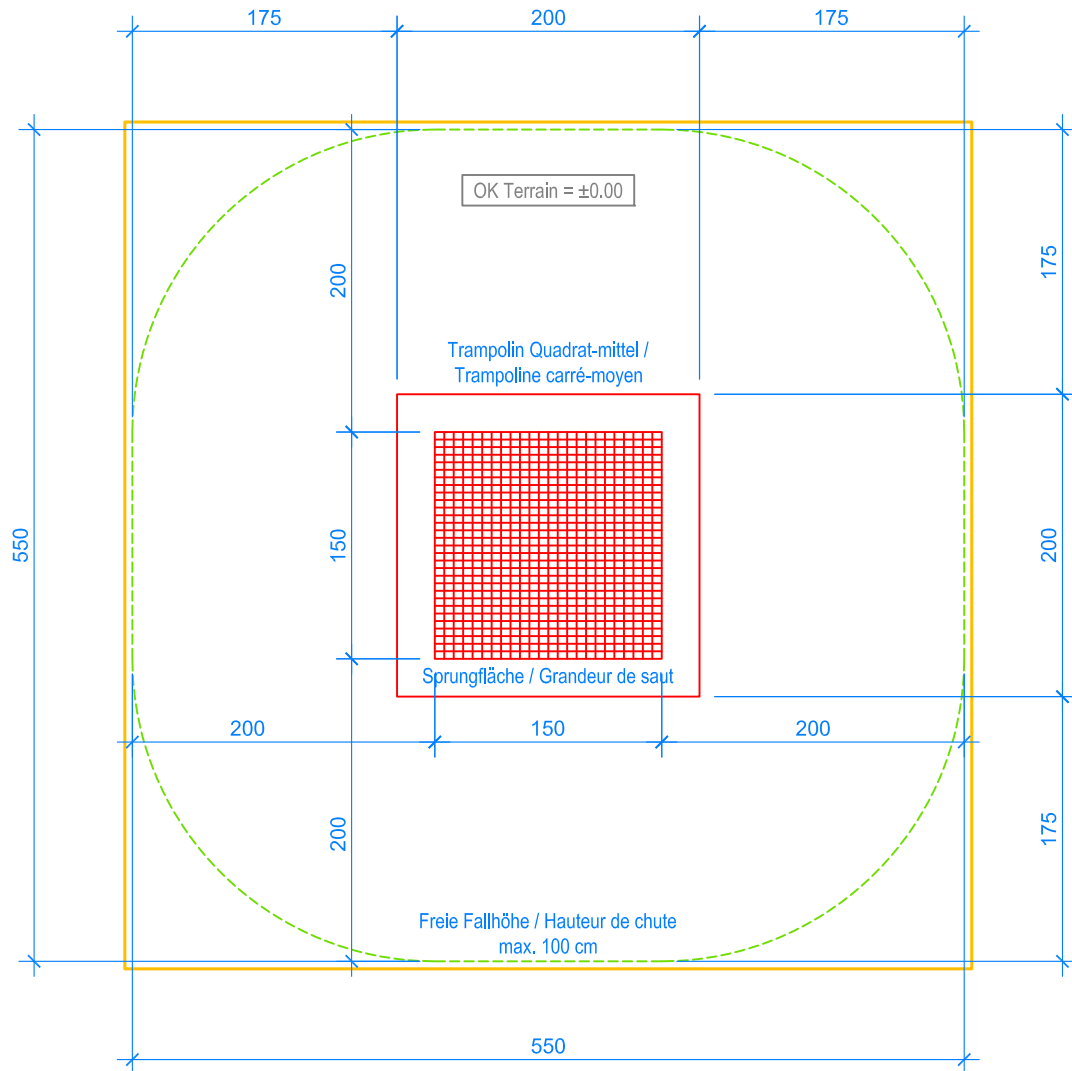 175 200 175
OK Terrain = ±0.00
200
175
Trampolin Quadrat-mittel /
Trampoline carré-moyen
550
150
200
Sprungfläche / Grandeur de saut
200 150 200
200
175
Freie Fallhöhe / Hauteur de chute
max. 100 cm
550